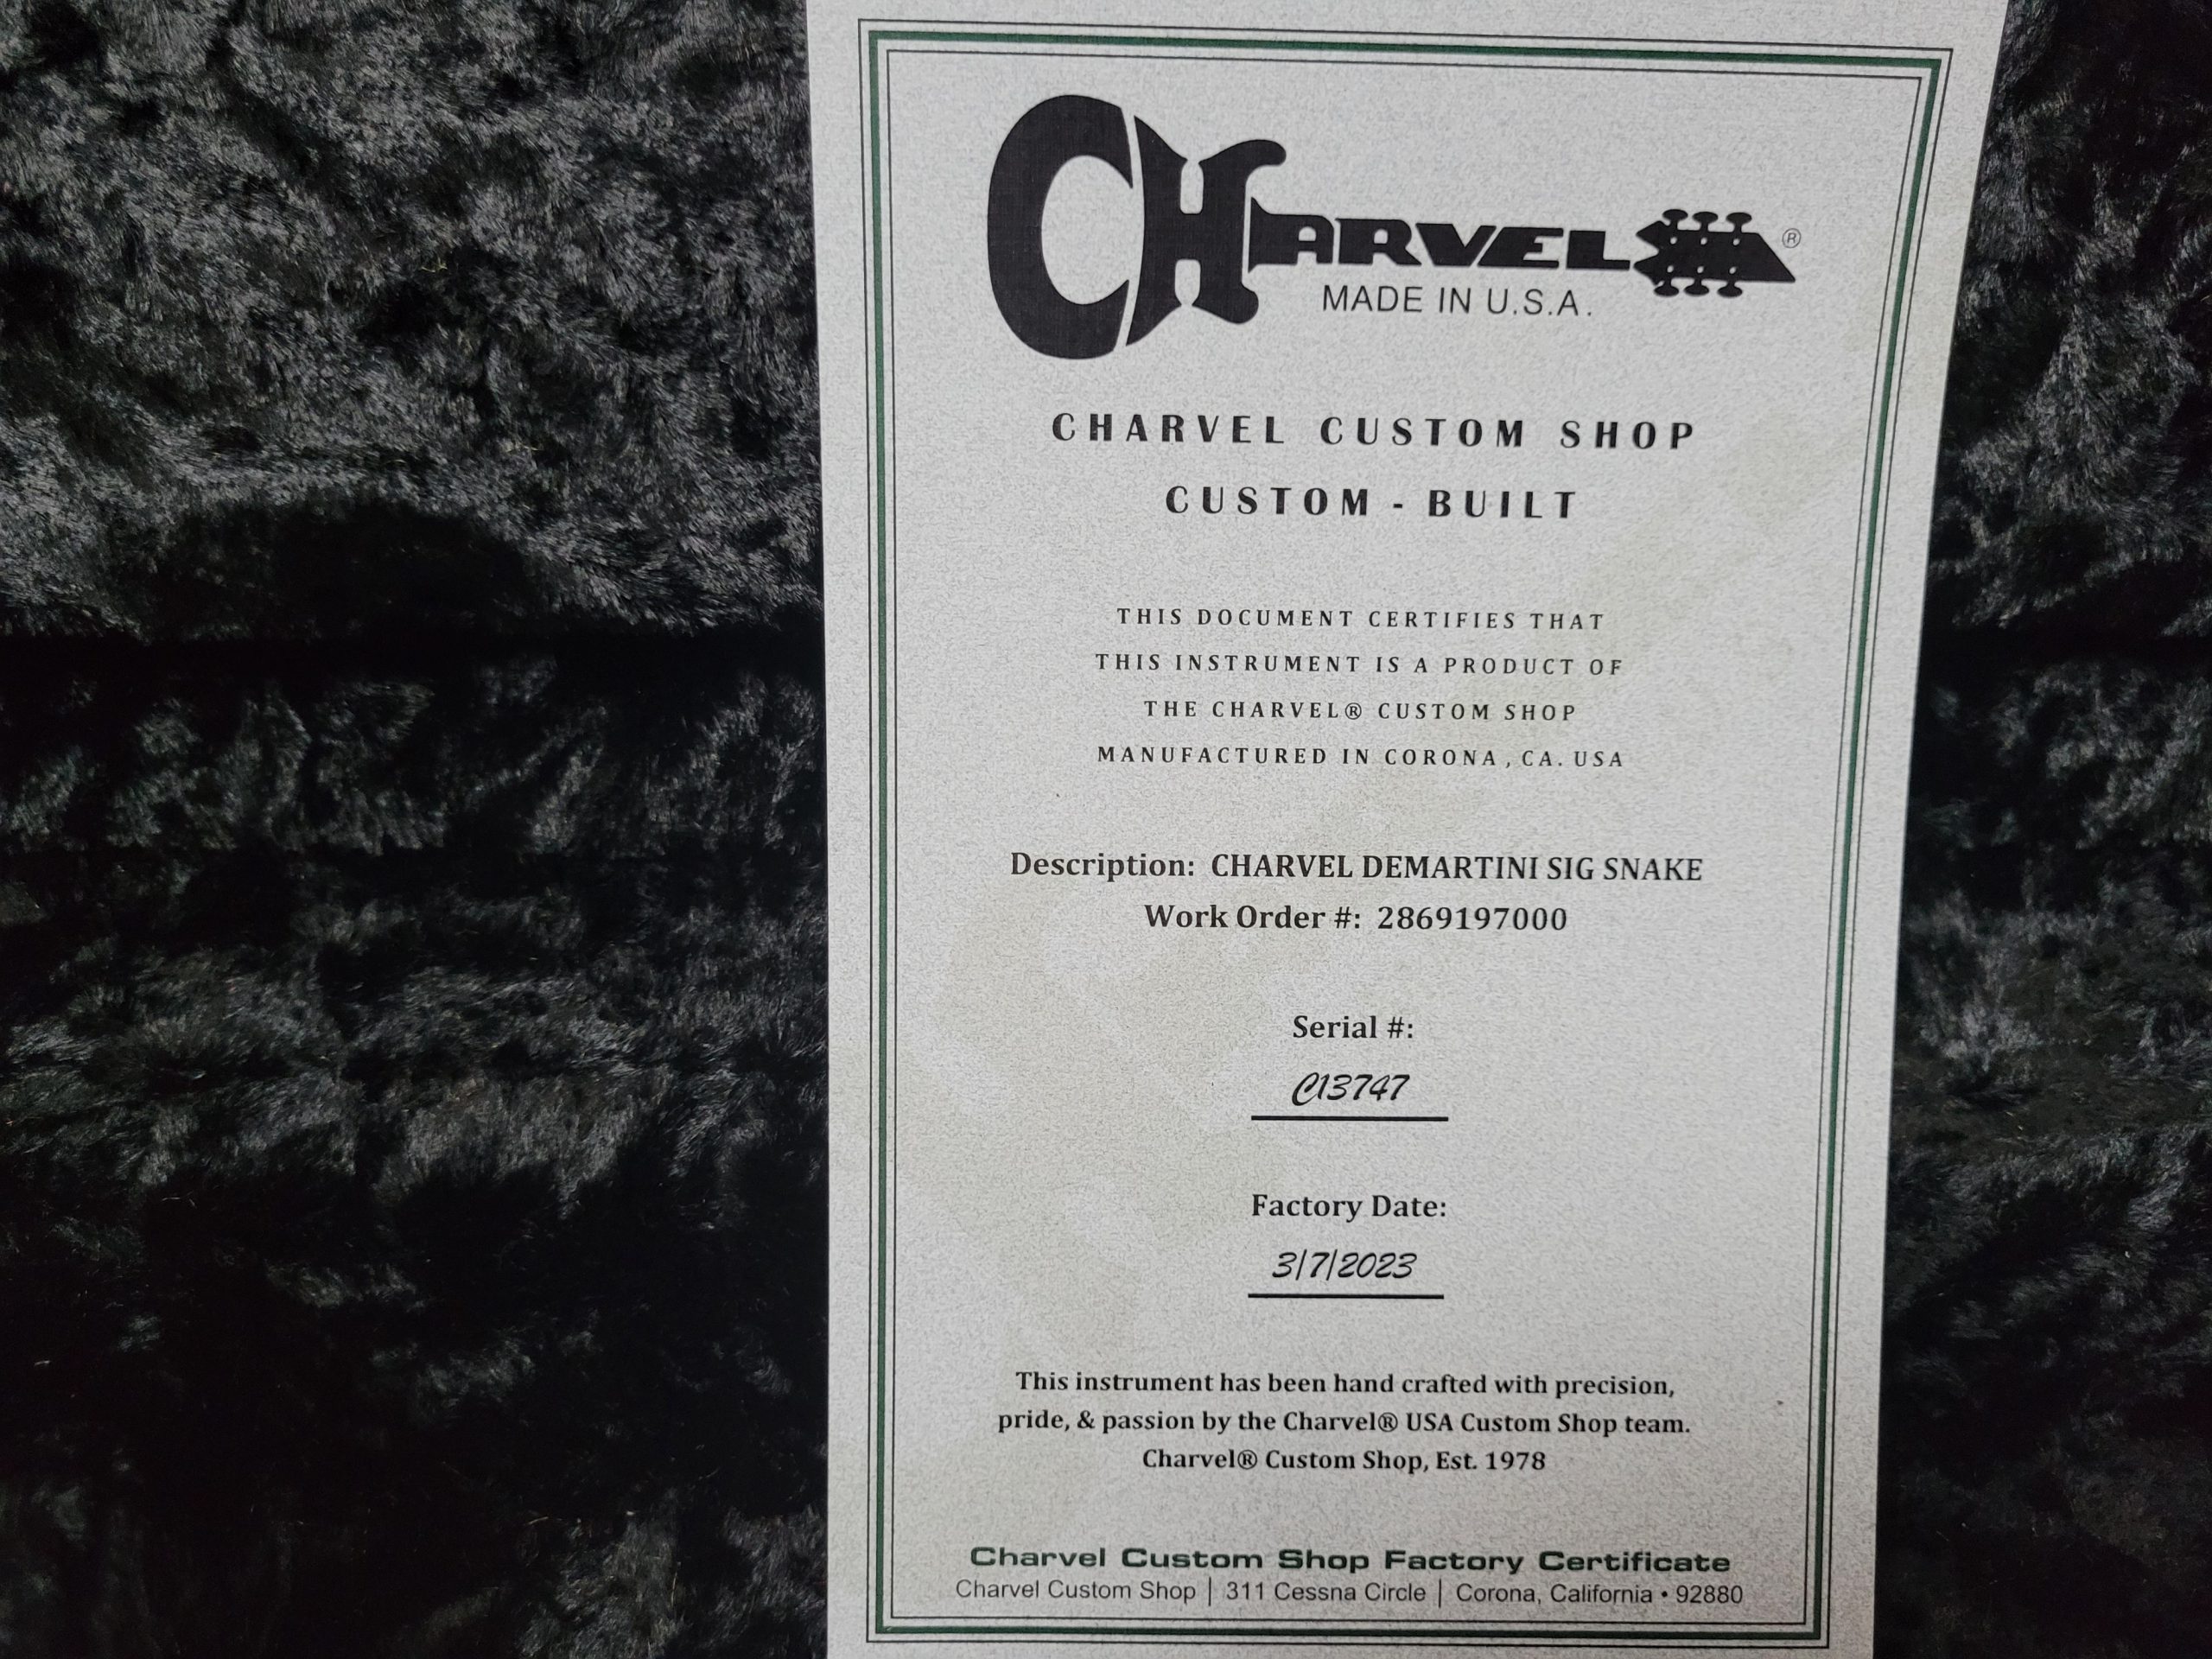 CHARVEL®
MADE IN U.S.A.
CHARVEL CUSTOM SHOP
CUSTOM - BUILT
THIS DOCUMENT CERTIFIES THAT
THIS INSTRUMENT IS A PRODUCT OF
THE CHARVEL® CUSTOM SHOP
MANUFACTURED IN CORONA, CA. USA
Description: CHARVEL DEMARTINI SIG SNAKE
Work Order #: 2869197000
Serial #:
C13747
Factory Date:
3/7/2023
This instrument has been hand crafted with precision,
pride, & passion by the Charvel® USA Custom Shop team.
Charvel® Custom Shop, Est. 1978
Charvel Custom Shop Factory Certificate
Charvel Custom Shop | 311 Cessna Circle | Corona, California • 92880